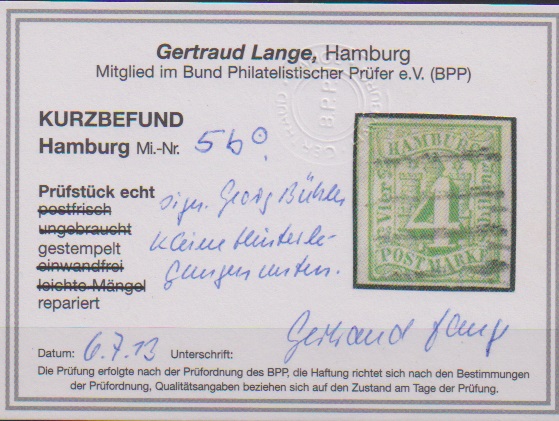 Gertraud Lange, Hamburg
Mitglied im Bund Philatelistischer Prüfer e.V. (BPP)
KURZBEFUND
Hamburg Mi.-Nr. 5b
Prüfstück echt
postfrisch
ungebraucht
gestempelt
einwandfrei
leichte Mängel
repariert
sign. Georg Bühler
kleine Hinterle-
gungen unten.
HAMBURG
4
POSTMARKE
Vier
BPP
Gertraud Lange
Datum: 6.7.13 Unterschrift:
Die Prüfung erfolgte nach der Prüfordnung des BPP, die Haftung richtet sich nach den Bestimmungen
der Prüfordnung, Qualitätsangaben beziehen sich auf den Zustand am Tage der Prüfung.